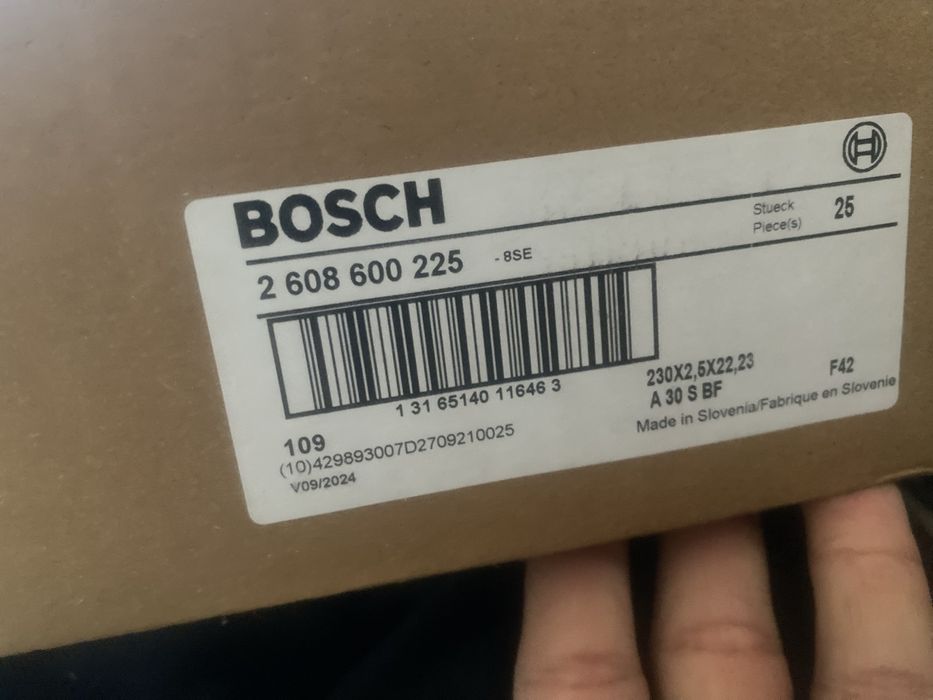 BOSCH
Stueck
Piece(s) 25
2 608 600 225 - 8SE
1 31 65140 11646 3
230X2,5X22,23 F42
A 30 S BF
Made in Slovenia/Fabrique en Slovenie
109
(10)429893007D2709210025
V09/2024